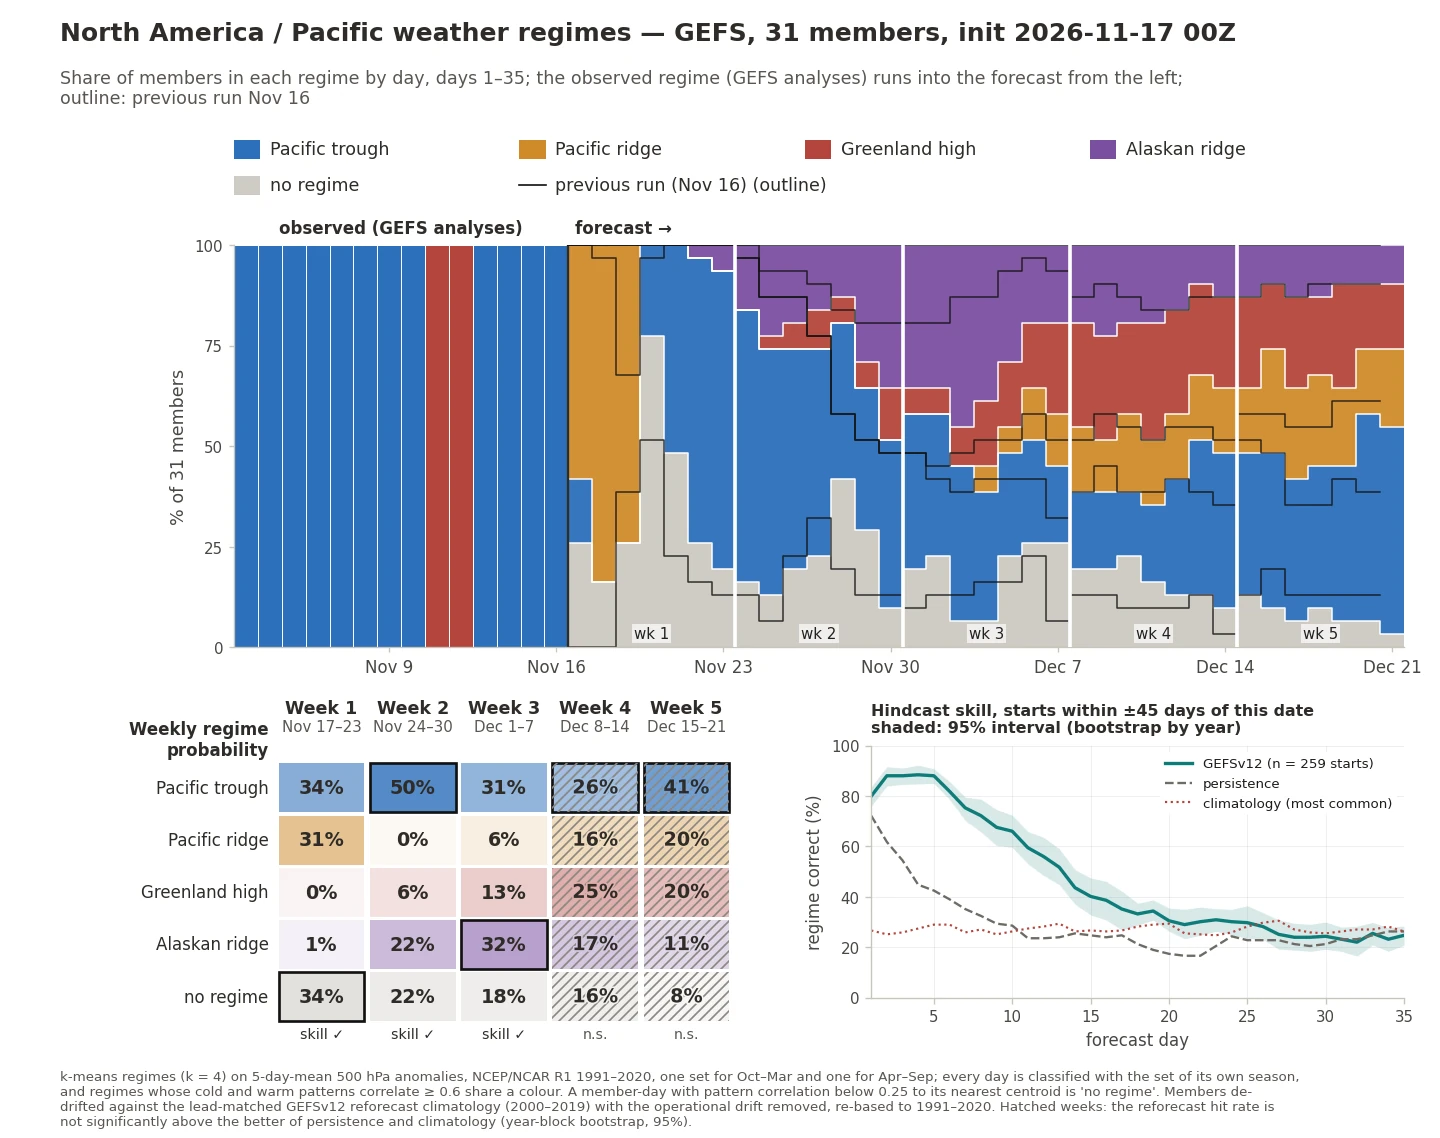 North America / Pacific weather regimes — GEFS, 31 members, init 2026-11-17 00Z
Share of members in each regime by day, days 1–35; the observed regime (GEFS analyses) runs into the forecast from the left;
outline: previous run Nov 16
Pacific trough
Pacific ridge
Greenland high
Alaskan ridge
no regime
previous run (Nov 16) (outline)
observed (GEFS analyses)
forecast →
100
75
50
25
0
% of 31 members
wk 1
wk 2
wk 3
wk 4
wk 5
Nov 9
Nov 16
Nov 23
Nov 30
Dec 7
Dec 14
Dec 21
Weekly regime
probability
Week 1
Nov 17–23
Week 2
Nov 24–30
Week 3
Dec 1–7
Week 4
Dec 8–14
Week 5
Dec 15–21
Pacific trough 34% 50% 31% 26% 41%
Pacific ridge 31% 0% 6% 16% 20%
Greenland high 0% 6% 13% 25% 20%
Alaskan ridge 1% 22% 32% 17% 11%
no regime 34% 22% 18% 16% 8%
skill ✓ skill ✓ skill ✓ n.s. n.s.
Hindcast skill, starts within ±45 days of this date
shaded: 95% interval (bootstrap by year)
GEFSv12 (n = 259 starts)
persistence
climatology (most common)
100
80
60
40
20
0
regime correct (%)
5
10
15
20
25
30
35
forecast day
k-means regimes (k = 4) on 5-day-mean 500 hPa anomalies, NCEP/NCAR R1 1991–2020, one set for Oct–Mar and one for Apr–Sep; every day is classified with the set of its own season,
and regimes whose cold and warm patterns correlate ≥ 0.6 share a colour. A member-day with pattern correlation below 0.25 to its nearest centroid is 'no regime'. Members de-
drifted against the lead-matched GEFSv12 reforecast climatology (2000–2019) with the operational drift removed, re-based to 1991–2020. Hatched weeks: the reforecast hit rate is
not significantly above the better of persistence and climatology (year-block bootstrap, 95%).